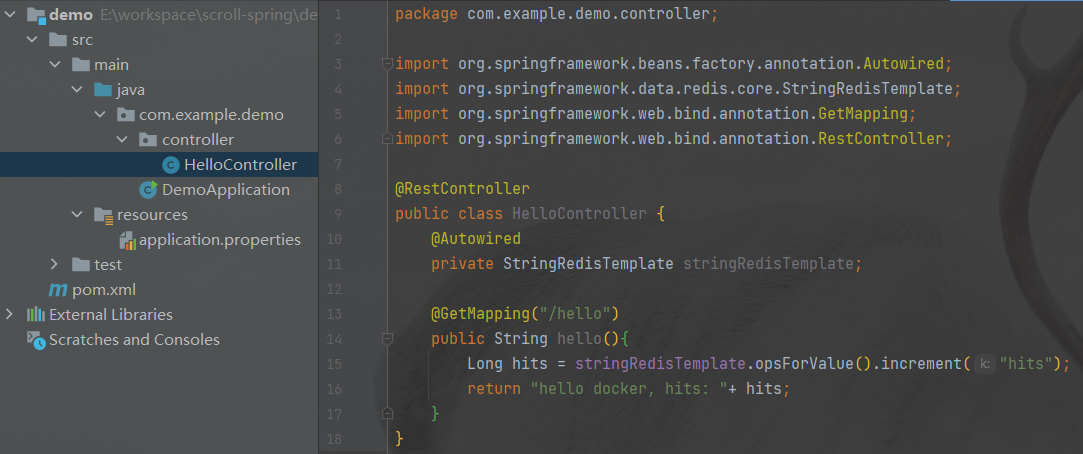 demo E:\workspace\scroll-spring\de
src
main
java
com.example.demo
controller
HelloController
DemoApplication
resources
application.properties
test
pom.xml
External Libraries
Scratches and Consoles
1 package com.example.demo.controller;
2
3 import org.springframework.beans.factory.annotation.Autowired;
4 import org.springframework.data.redis.core.StringRedisTemplate;
5 import org.springframework.web.bind.annotation.GetMapping;
6 import org.springframework.web.bind.annotation.RestController;
7
8 @RestController
9 public class HelloController {
10 @Autowired
11 private StringRedisTemplate stringRedisTemplate;
12
13 @GetMapping("/hello")
14 public String hello(){
15 Long hits = stringRedisTemplate.opsForValue().increment( k: "hits");
16 return "hello docker, hits: "+ hits;
17 }
18 }